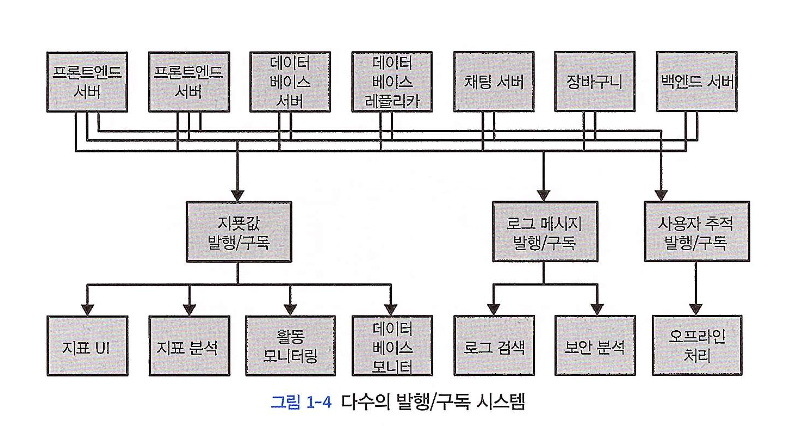 프론트엔드
서버
프론트엔드
서버
데이터
베이스
서버
데이터
베이스
레플리카
채팅 서버
장바구니
백엔드 서버
지푯값
발행/구독
로그 메시지
발행/구독
사용자 추적
발행/구독
지표 UI
지표 분석
활동
모니터링
데이터
베이스
모니터
로그 검색
보안 분석
오프라인
처리
그림 1-4 다수의 발행/구독 시스템